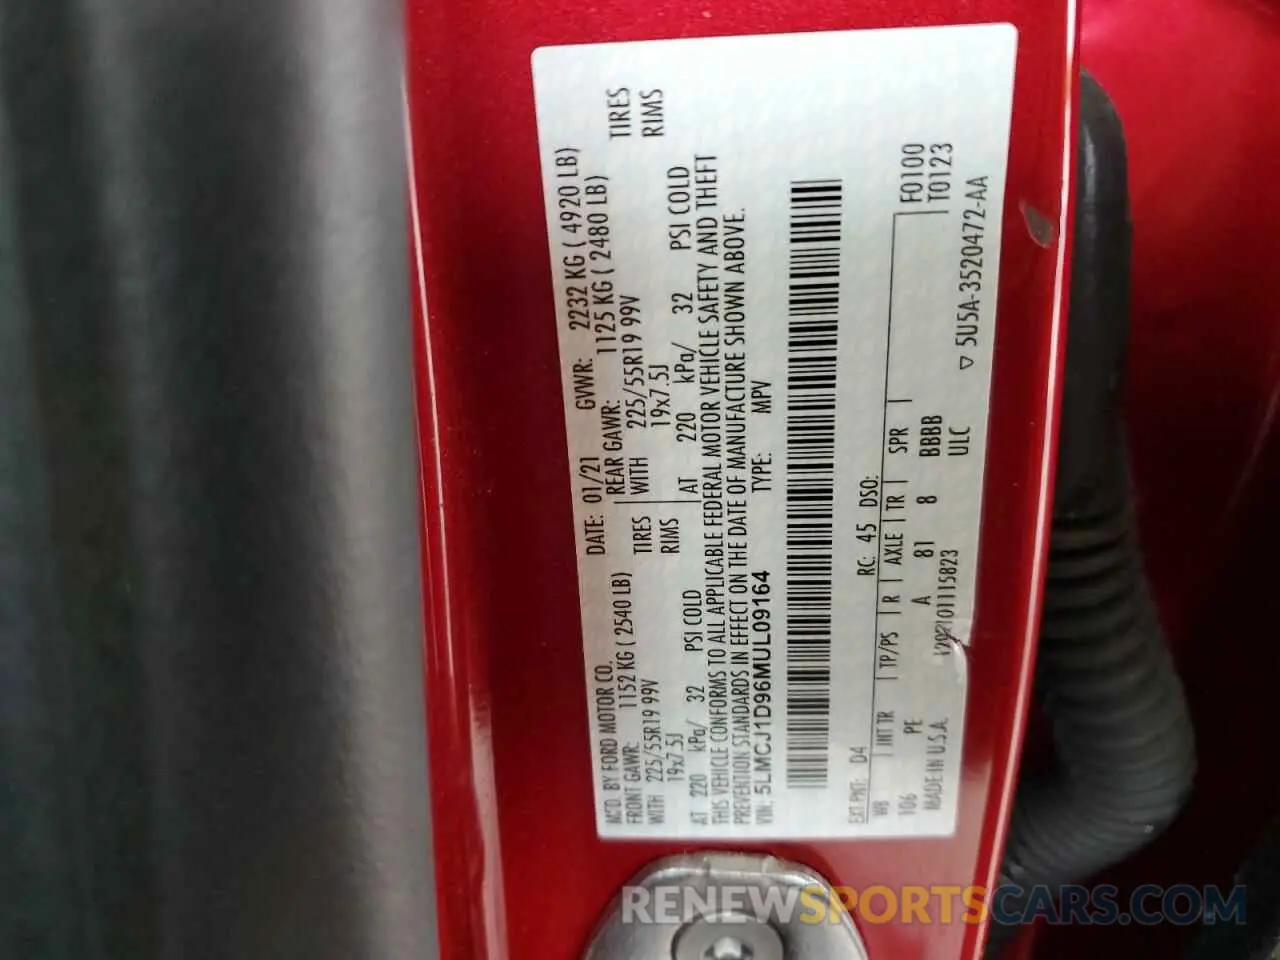 MFD. BY FORD MOTOR CO.
DATE: 01/21 GVWR: 2232 KG ( 4920 LB)
FRONT GAWR: 1152 KG ( 2540 LB)
REAR GAWR: 1125 KG ( 2480 LB)
WITH 225/55R19 99V TIRES
WITH 225/55R19 99V TIRES
19x7.5J RIMS
19x7.5J RIMS
AT 220 kPa/ 32 PSI COLD
AT 220 kPa/ 32 PSI COLD
THIS VEHICLE CONFORMS TO ALL APPLICABLE FEDERAL MOTOR VEHICLE SAFETY AND THEFT
PREVENTION STANDARDS IN EFFECT ON THE DATE OF MANUFACTURE SHOWN ABOVE.
VIN: 5LMCJ1D96MUL09164 TYPE: MPV
EXT PNT: D4 RC: 45 DSO:
WB INT TR TP/PS R AXLE TR SPR F0100
106 PE A 81 8 BBBB T0123
MADE IN U.S.A. ULC
▽ 5U5A-3520472-AA
RENEWSPORTSCARS.COM